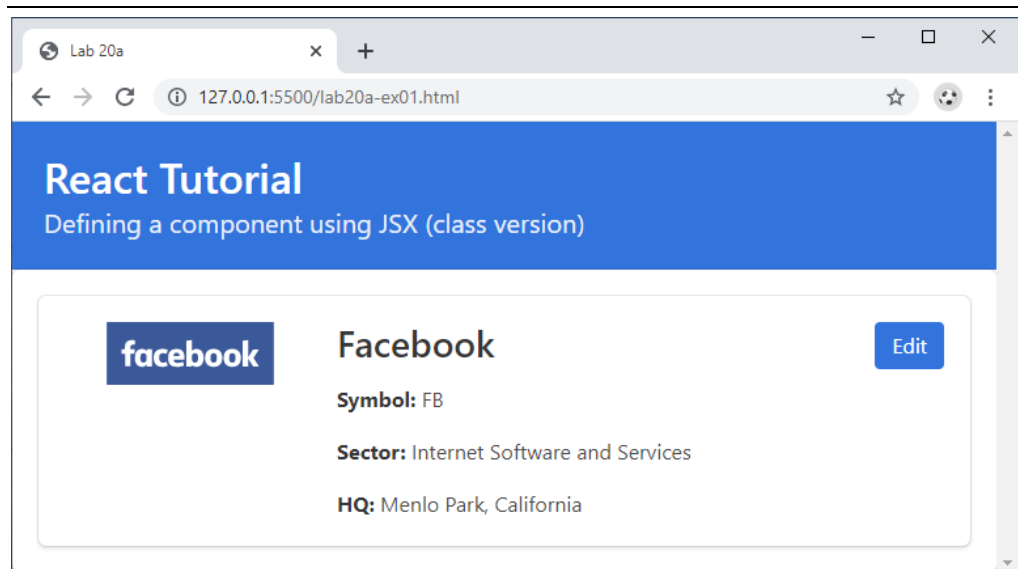 Lab 20a
127.0.0.1:5500/lab20a-ex01.html
React Tutorial
Defining a component using JSX (class version)
facebook
Facebook
Edit
Symbol: FB
Sector: Internet Software and Services
HQ: Menlo Park, California